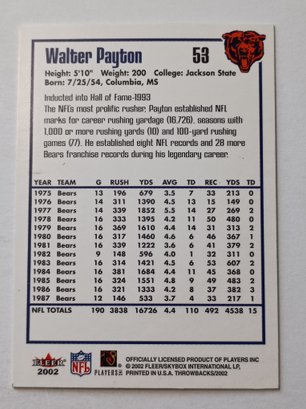 Walter Payton 53
Height: 5'10" Weight: 200 College: Jackson State
Born: 7/25/54, Columbia, MS
Inducted into Hall of Fame-1993
The NFL's most prolific rusher, Payton established NFL
marks for career rushing yardage (16,726), seasons with
1,000 or more rushing yards (10) and 100-yard rushing
games (77). He established eight NFL records and 28 more
Bears franchise records during his legendary career.
YEAR TEAM G RUSH YDS AVG TD REC YDS TD
1975 Bears 13 196 679 3.5 7 33 213 0
1976 Bears 14 311 1390 4.5 13 15 149 0
1977 Bears 14 339 1852 5.5 14 27 269 2
1978 Bears 16 333 1395 4.2 11 50 480 0
1979 Bears 16 369 1610 4.4 14 31 313 2
1980 Bears 16 317 1460 4.6 6 46 367 1
1981 Bears 16 339 1222 3.6 6 41 379 2
1982 Bears 9 148 596 4.0 1 32 311 0
1983 Bears 16 314 1421 4.5 6 53 607 2
1984 Bears 16 381 1684 4.4 11 45 368 0
1985 Bears 16 324 1551 4.8 9 49 483 2
1986 Bears 16 321 1333 4.2 8 37 382 3
1987 Bears 12 146 533 3.7 4 33 217 1
NFL TOTALS 190 3838 16726 4.4 110 492 4538 15
FLEER
2002
NFL
PLAYERS
OFFICIALLY LICENSED PRODUCT OF PLAYERS INC
© 2002 FLEER/SKYBOX INTERNATIONAL LP,
PRINTED IN U.S.A. THROWBACKS/2002